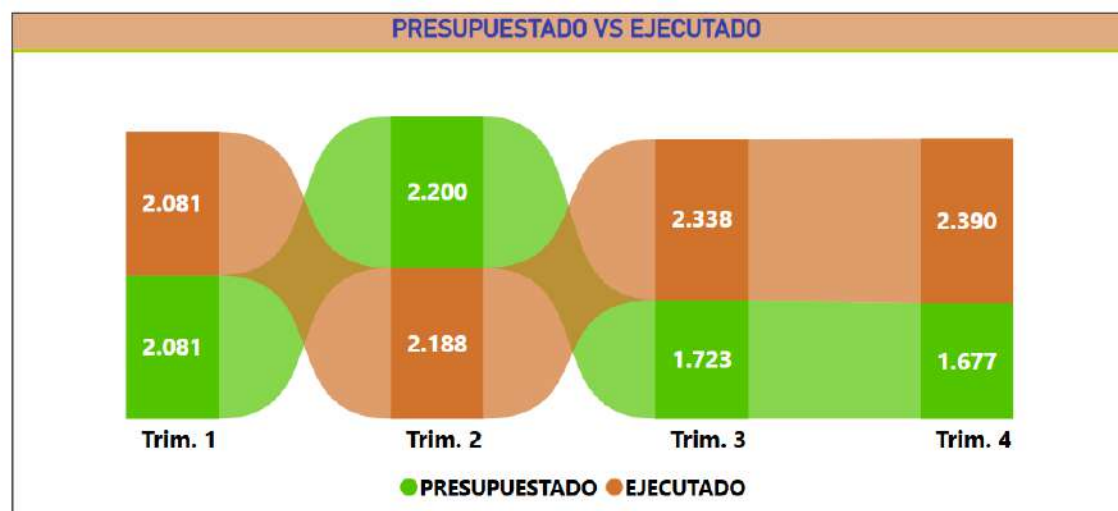 PRESUPUESTADO VS EJECUTADO
2.081
2.200
2.338
2.390
2.081
2.188
1.723
1.677
Trim. 1
Trim. 2
Trim. 3
Trim. 4
PRESUPUESTADO EJECUTADO